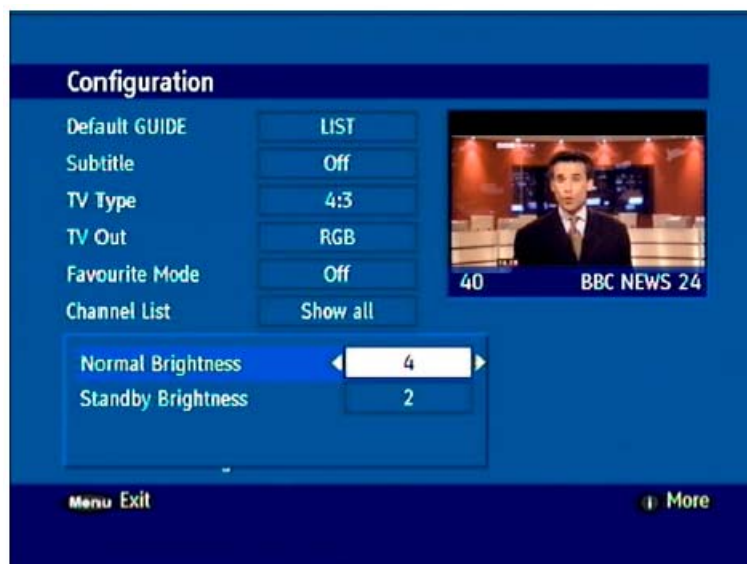 Configuration
Default GUIDE LIST
Subtitle Off
TV Type 4:3
TV Out RGB
Favourite Mode Off
Channel List Show all
40 BBC NEWS 24
Normal Brightness 4
Standby Brightness 2
Menu Exit
i More